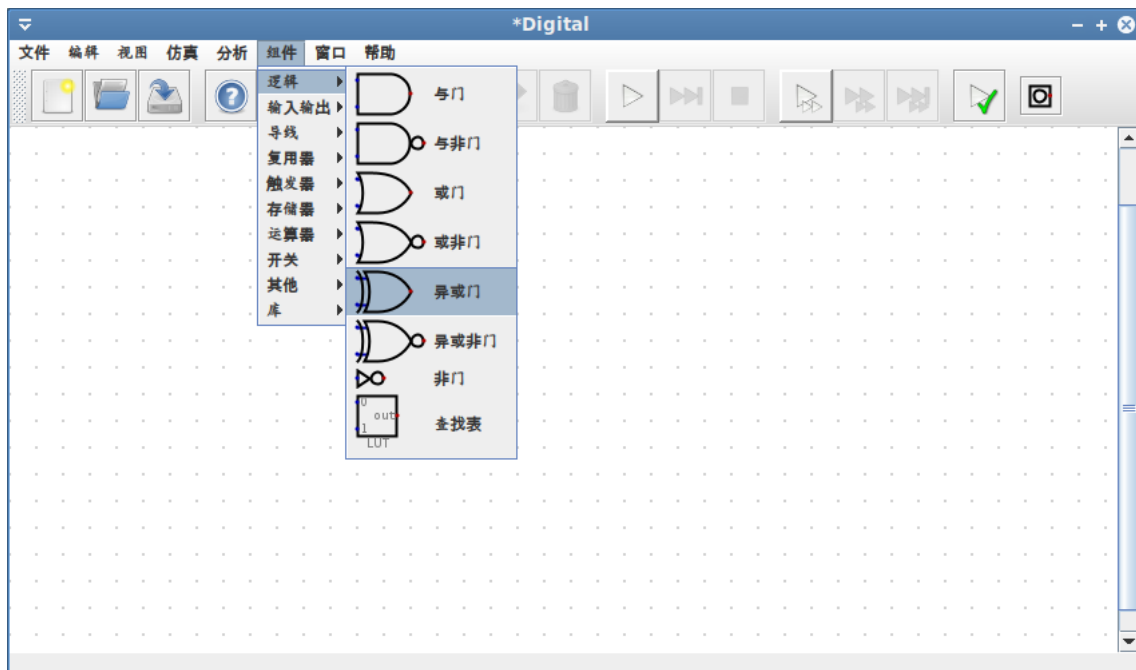 *Digital
文件 编辑 视图 仿真 分析 组件 窗口 帮助
逻辑
输入输出
导线
复用器
触发器
存储器
运算器
开关
其他
库
与门
与非门
或门
或非门
异或门
异或非门
非门
0
out
1
LUT
查找表